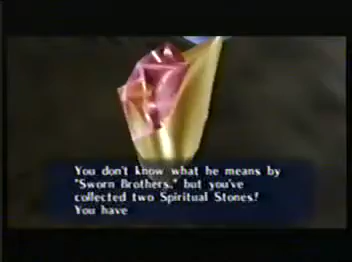 You don't know what he means by
"Sworn Brothers," but you've
collected two Spiritual Stones!
You have